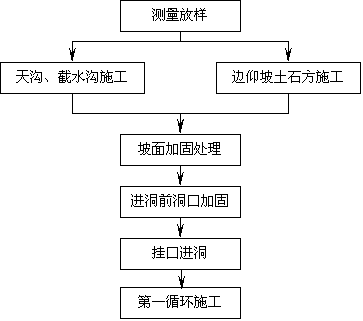 测量放样
天沟、截水沟施工
边仰坡土石方施工
坡面加固处理
进洞前洞口加固
挂口进洞
第一循环施工